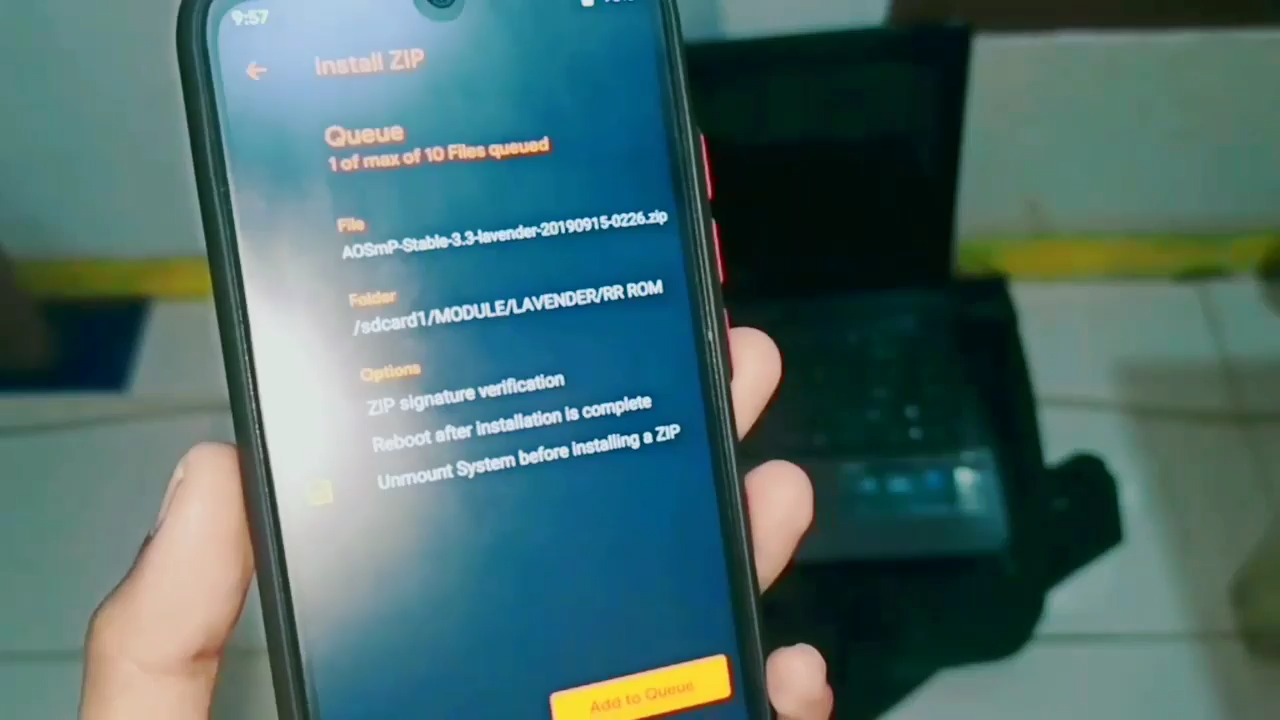 9:57
Install ZIP
Queue
1 of max of 10 Files queued
File
AOSmP-Stable-3.3-lavender-20190915-0226.zip
Folder
/sdcard1/MODULE/LAVENDER/RR ROM
Options
ZIP signature verification
Reboot after installation is complete
Unmount System before installing a ZIP
Add to Queue